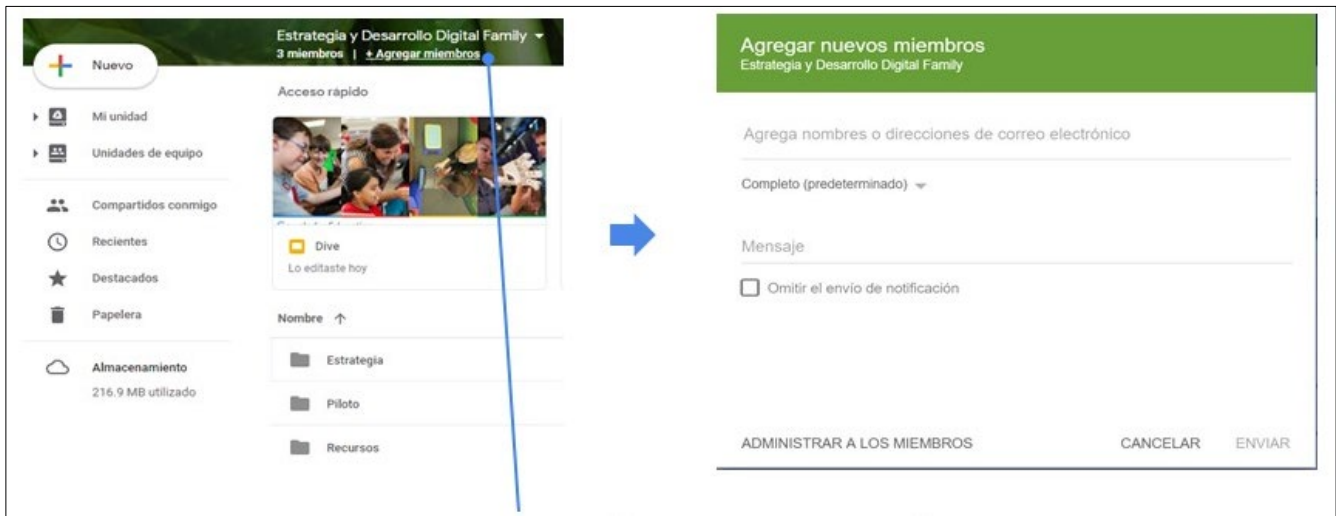 Estrategia y Desarrollo Digital Family
3 miembros | + Agregar miembros
Nuevo
Mi unidad
Unidades de equipo
Compartidos conmigo
Recientes
Destacados
Papelera
Almacenamiento
216.9 MB utilizado
Acceso rápido
Dive
Lo editaste hoy
Nombre
Estrategia
Piloto
Recursos
Agregar nuevos miembros
Estrategia y Desarrollo Digital Family
Agrega nombres o direcciones de correo electrónico
Completo (predeterminado)
Mensaje
Omitir el envío de notificación
ADMINISTRAR A LOS MIEMBROS
CANCELAR
ENVIAR